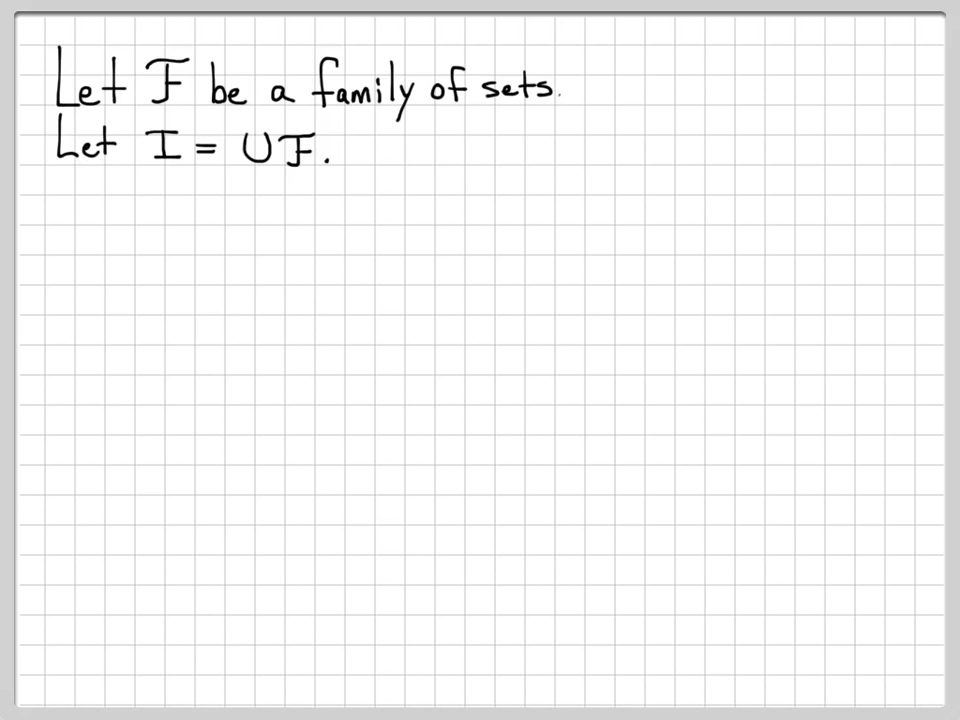 Let ℱ be a family of sets.
Let I = ∪ℱ.